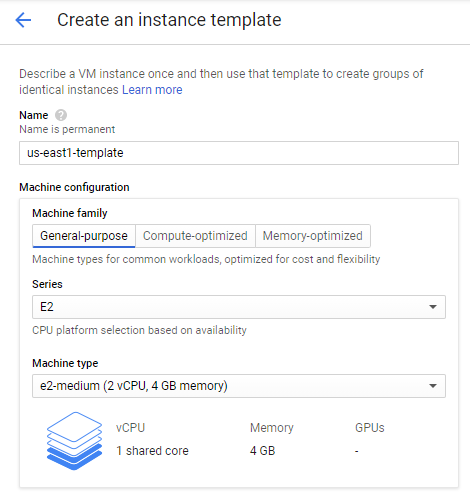 Create an instance template
Describe a VM instance once and then use that template to create groups of
identical instances Learn more
Name ?
Name is permanent
us-east1-template
Machine configuration
Machine family
General-purpose Compute-optimized Memory-optimized
Machine types for common workloads, optimized for cost and flexibility
Series
E2
CPU platform selection based on availability
Machine type
e2-medium (2 vCPU, 4 GB memory)
vCPU Memory GPUs
1 shared core 4 GB -